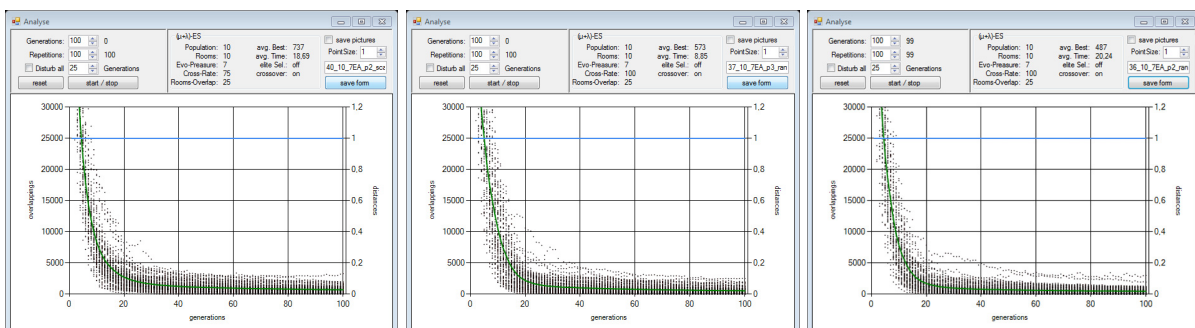 Analyse
Generations: 100 0
Repetitions: 100 100
Disturb all 25 Generations
reset start / stop
(μ+λ)-ES
Population: 10 avg. Best: 737
Rooms: 10 avg. Time: 18,69
Evo-Preasure: 7 elite Sel.: off
Cross-Rate: 75 crossover: on
Rooms-Overlap: 25
save pictures
PointSize: 1
40_10_7EA_p2_sca
save form
30000 1,2
25000 1
20000 0,8
15000 0,6
10000 0,4
5000 0,2
0 0
overlappings
distances
0 20 40 60 80 100
generations
Analyse
Generations: 100 0
Repetitions: 100 100
Disturb all 25 Generations
reset start / stop
(μ+λ)-ES
Population: 10 avg. Best: 573
Rooms: 10 avg. Time: 8,85
Evo-Preasure: 7 elite Sel.: off
Cross-Rate: 100 crossover: on
Rooms-Overlap: 25
save pictures
PointSize: 1
37_10_7EA_p3_ran
save form
30000 1,2
25000 1
20000 0,8
15000 0,6
10000 0,4
5000 0,2
0 0
overlappings
distances
0 20 40 60 80 100
generations
Analyse
Generations: 100 99
Repetitions: 100 99
Disturb all 25 Generations
reset start / stop
(μ+λ)-ES
Population: 10 avg. Best: 487
Rooms: 10 avg. Time: 20,24
Evo-Preasure: 7 elite Sel.: off
Cross-Rate: 100 crossover: on
Rooms-Overlap: 25
save pictures
PointSize: 1
36_10_7EA_p2_ran
save form
30000 1,2
25000 1
20000 0,8
15000 0,6
10000 0,4
5000 0,2
0 0
overlappings
distances
0 20 40 60 80 100
generations